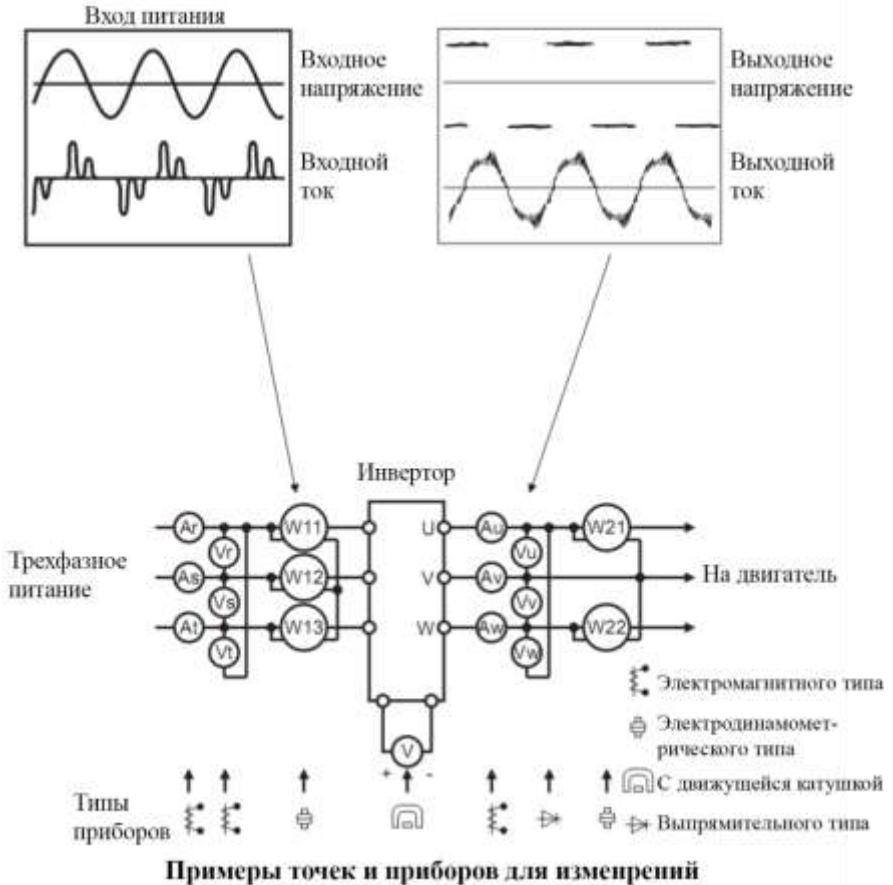 Вход питания
Входное
напряжение
Входной
ток
Выходное
напряжение
Выходной
ток
Инвертор
Трехфазное
питание
Ar
Vr
As
Vs
At
Vt
W11
W12
W13
U
V
W
Au
Vu
Av
Vv
Aw
Vw
W21
W22
На двигатель
V
+ -
Электромагнитного типа
Электродинамомет-
рического типа
С движущейся катушкой
Выпрямительного типа
Типы
приборов
Примеры точек и приборов для изменрений